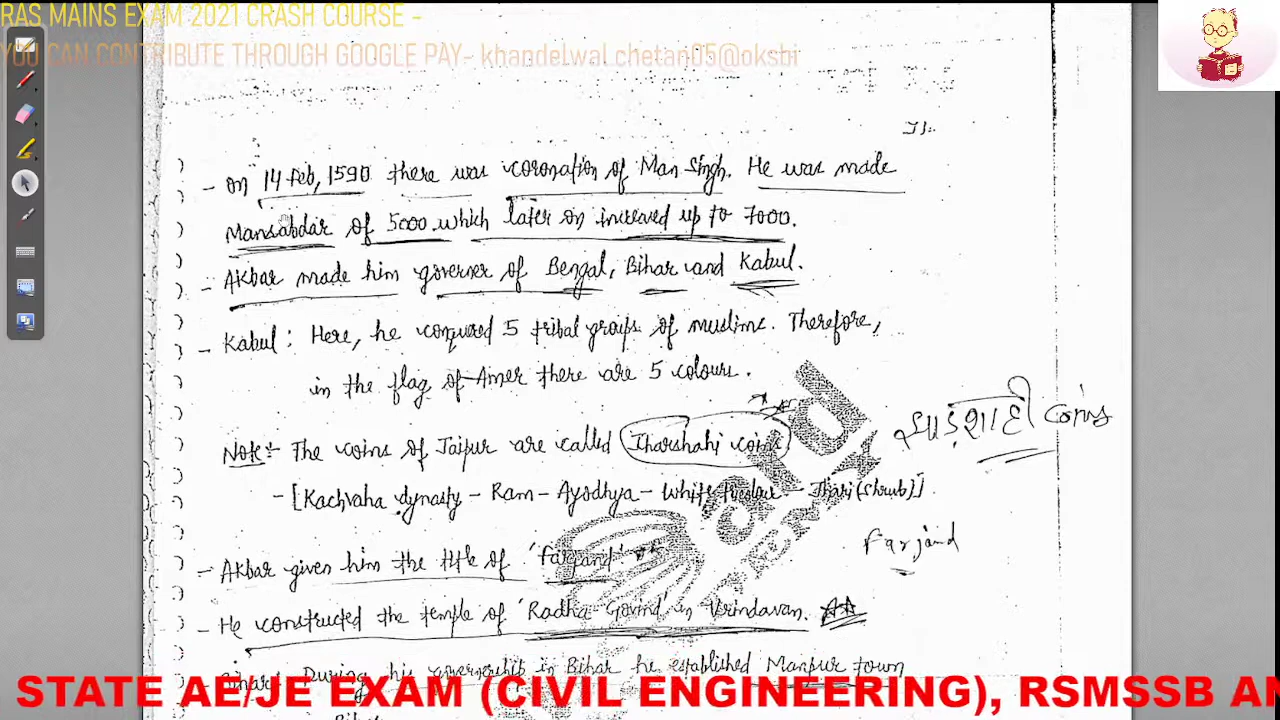 RAS MAINS EXAM 2021 CRASH COURSE -
YOU CAN CONTRIBUTE THROUGH GOOGLE PAY- khandelwal.chetan05@oksbi
71.
- on 14 feb, 1590 there was coronation of Man Singh. He was made
Mansabdar of 5000 which later on increased up to 7000.
- Akbar made him governer of Bengal, Bihar and Kabul.
- Kabul : Here, he conquered 5 tribal groups of muslims. Therefore,
in the flag of Amer there are 5 colours.
Note:- The coins of Jaipur are called Jharshahi coins
झाड़शाही coins
- [Kachvaha dynasty - Ram - Ayodhya - White - Jhari (Shrub)]
Farjand
- Akbar given him the title of 'farjand'
- He constructed the temple of 'Radha-Govind' in Vrindavan.
- Bihar: During his governorship in Bihar he established Manpur town
Bihar
STATE AE/JE EXAM (CIVIL ENGINEERING), RSMSSB AN